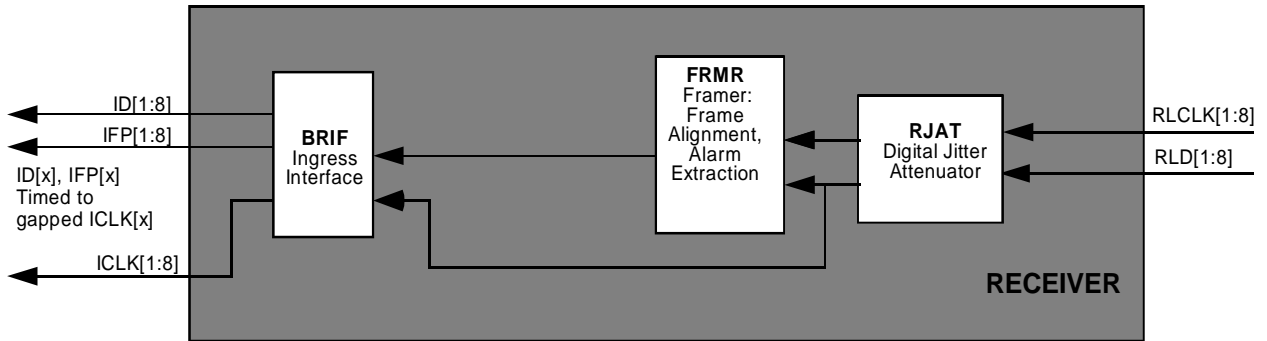 ID[1:8]
IFP[1:8]
ID[x], IFP[x]
Timed to
gapped ICLK[x]
ICLK[1:8]
BRIF
Ingress
Interface
FRMR
Framer:
Frame
Alignment,
Alarm
Extraction
RJAT
Digital Jitter
Attenuator
RLCLK[1:8]
RLD[1:8]
RECEIVER